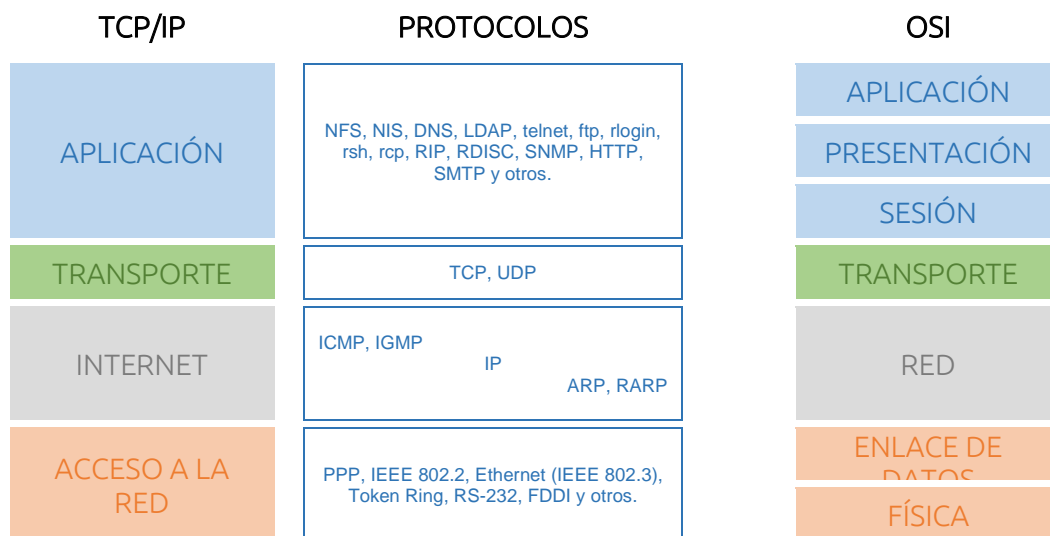 TCP/IP
PROTOCOLOS
OSI
APLICACIÓN
NFS, NIS, DNS, LDAP, telnet, ftp, rlogin,
rsh, rcp, RIP, RDISC, SNMP, HTTP,
SMTP y otros.
APLICACIÓN
PRESENTACIÓN
SESIÓN
TRANSPORTE
TCP, UDP
TRANSPORTE
INTERNET
ICMP, IGMP
IP
ARP, RARP
RED
ACCESO A LA
RED
PPP, IEEE 802.2, Ethernet (IEEE 802.3),
Token Ring, RS-232, FDDI y otros.
ENLACE DE
DATOS
FÍSICA